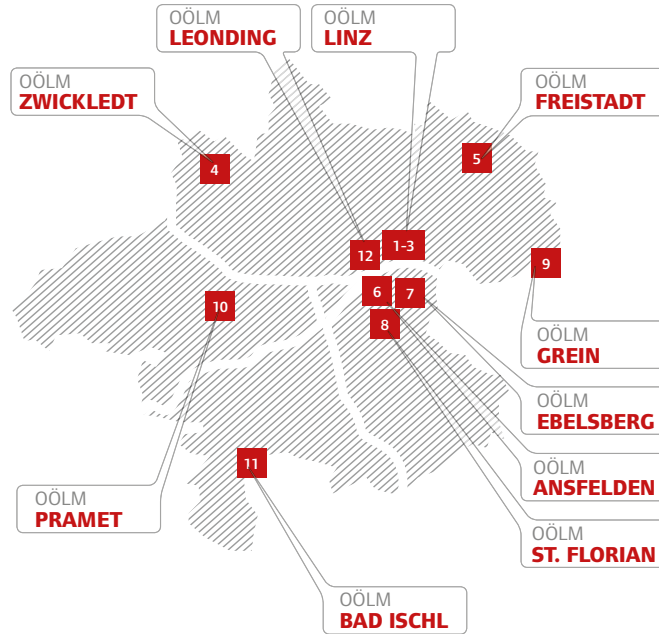 OÖLM
LEONDING
OÖLM
LINZ
OÖLM
ZWICKLEDT
OÖLM
FREISTADT
4
5
12
1-3
9
10
6
7
8
OÖLM
GREIN
OÖLM
EBELSBERG
11
OÖLM
ANSFELDEN
OÖLM
PRAMET
OÖLM
ST. FLORIAN
OÖLM
BAD ISCHL